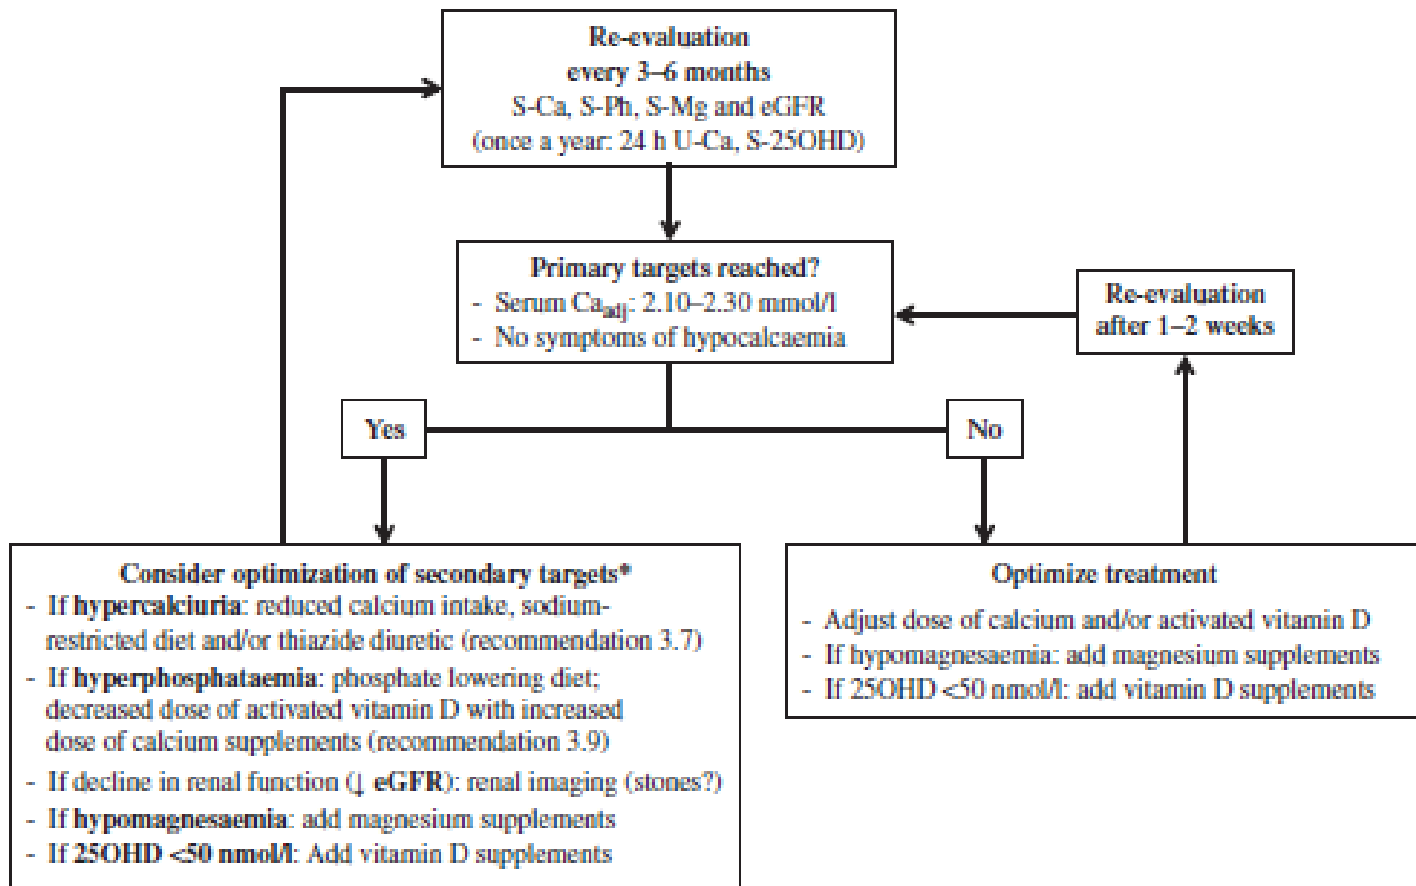 Re-evaluation
every 3–6 months
S-Ca, S-Ph, S-Mg and eGFR
(once a year: 24 h U-Ca, S-25OHD)
Primary targets reached?
- Serum Ca_adj: 2.10–2.30 mmol/l
- No symptoms of hypocalcaemia
Re-evaluation
after 1–2 weeks
Yes
No
Consider optimization of secondary targets*
- If hypercalciuria: reduced calcium intake, sodium-
restricted diet and/or thiazide diuretic (recommendation 3.7)
- If hyperphosphataemia: phosphate lowering diet;
decreased dose of activated vitamin D with increased
dose of calcium supplements (recommendation 3.9)
- If decline in renal function (↓ eGFR): renal imaging (stones?)
- If hypomagnesaemia: add magnesium supplements
- If 25OHD <50 nmol/l: Add vitamin D supplements
Optimize treatment
- Adjust dose of calcium and/or activated vitamin D
- If hypomagnesaemia: add magnesium supplements
- If 25OHD <50 nmol/l: add vitamin D supplements